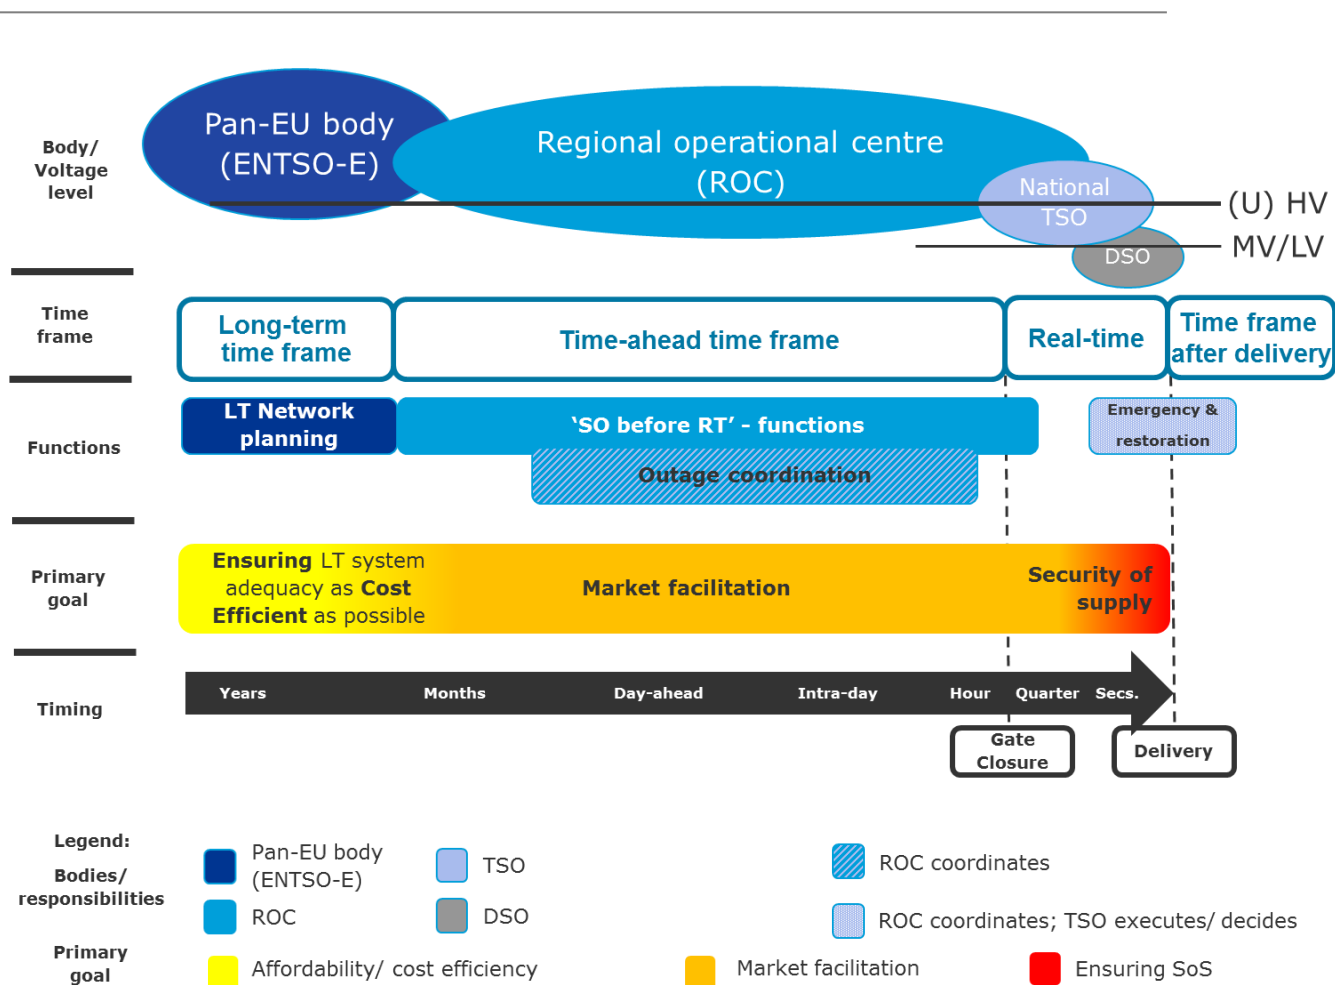 Body/
Voltage
level
Pan-EU body
(ENTSO-E)
Regional operational centre
(ROC)
National
TSO
DSO
(U) HV
MV/LV
Time
frame
Long-term
time frame
Time-ahead time frame
Real-time
Time frame
after delivery
Functions
LT Network
planning
‘SO before RT’ - functions
Outage coordination
Emergency &
restoration
Primary
goal
Ensuring LT system
adequacy as Cost
Efficient as possible
Market facilitation
Security of
supply
Timing
Years
Months
Day-ahead
Intra-day
Hour
Quarter
Secs.
Gate
Closure
Delivery
Legend:
Bodies/
responsibilities
Pan-EU body
(ENTSO-E)
TSO
ROC coordinates
ROC
DSO
ROC coordinates; TSO executes/ decides
Primary
goal
Affordability/ cost efficiency
Market facilitation
Ensuring SoS